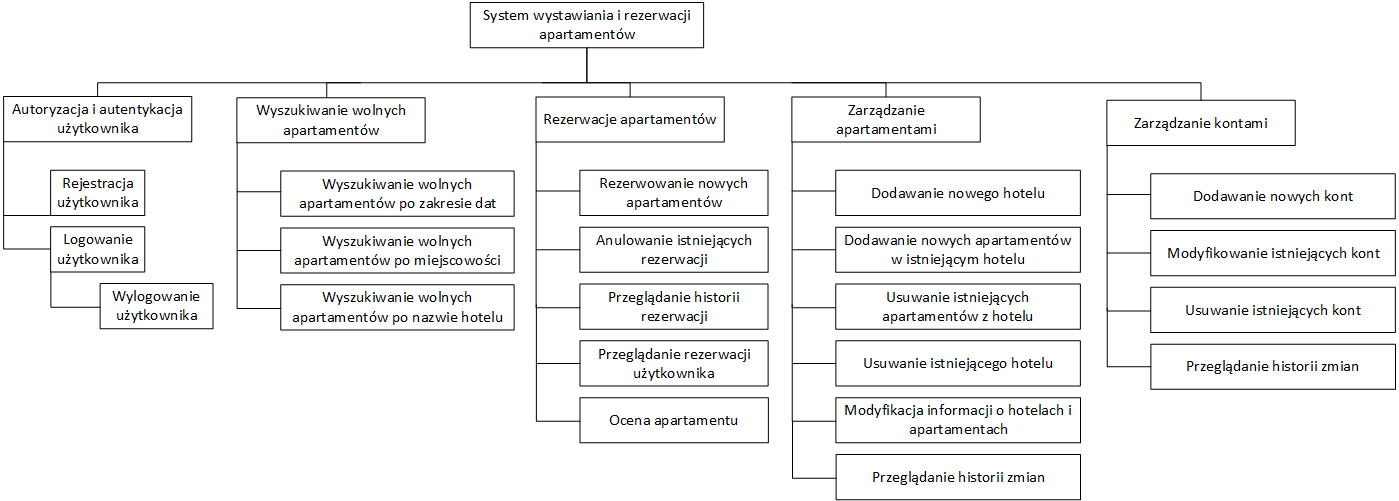 System wystawiania i rezerwacji
apartamentów
Autoryzacja i autentykacja
użytkownika
Rejestracja
użytkownika
Logowanie
użytkownika
Wylogowanie
użytkownika
Wyszukiwanie wolnych
apartamentów
Wyszukiwanie wolnych
apartamentów po zakresie dat
Wyszukiwanie wolnych
apartamentów po miejscowości
Wyszukiwanie wolnych
apartamentów po nazwie hotelu
Rezerwacje apartamentów
Rezerwowanie nowych
apartamentów
Anulowanie istniejących
rezerwacji
Przeglądanie historii
rezerwacji
Przeglądanie rezerwacji
użytkownika
Ocena apartamentu
Zarządzanie
apartamentami
Dodawanie nowego hotelu
Dodawanie nowych apartamentów
w istniejącym hotelu
Usuwanie istniejących
apartamentów z hotelu
Usuwanie istniejącego hotelu
Modyfikacja informacji o hotelach i
apartamentach
Przeglądanie historii zmian
Zarządzanie kontami
Dodawanie nowych kont
Modyfikowanie istniejących kont
Usuwanie istniejących kont
Przeglądanie historii zmian